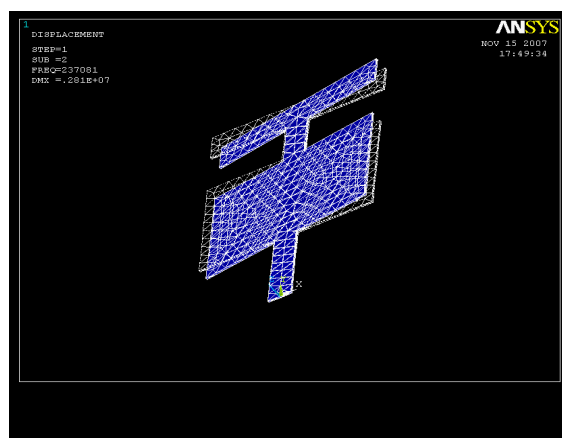 1
DISPLACEMENT
STEP=1
SUB =2
FREQ=237081
DMX =.281E+07
ANSYS
NOV 15 2007
17:49:34
X